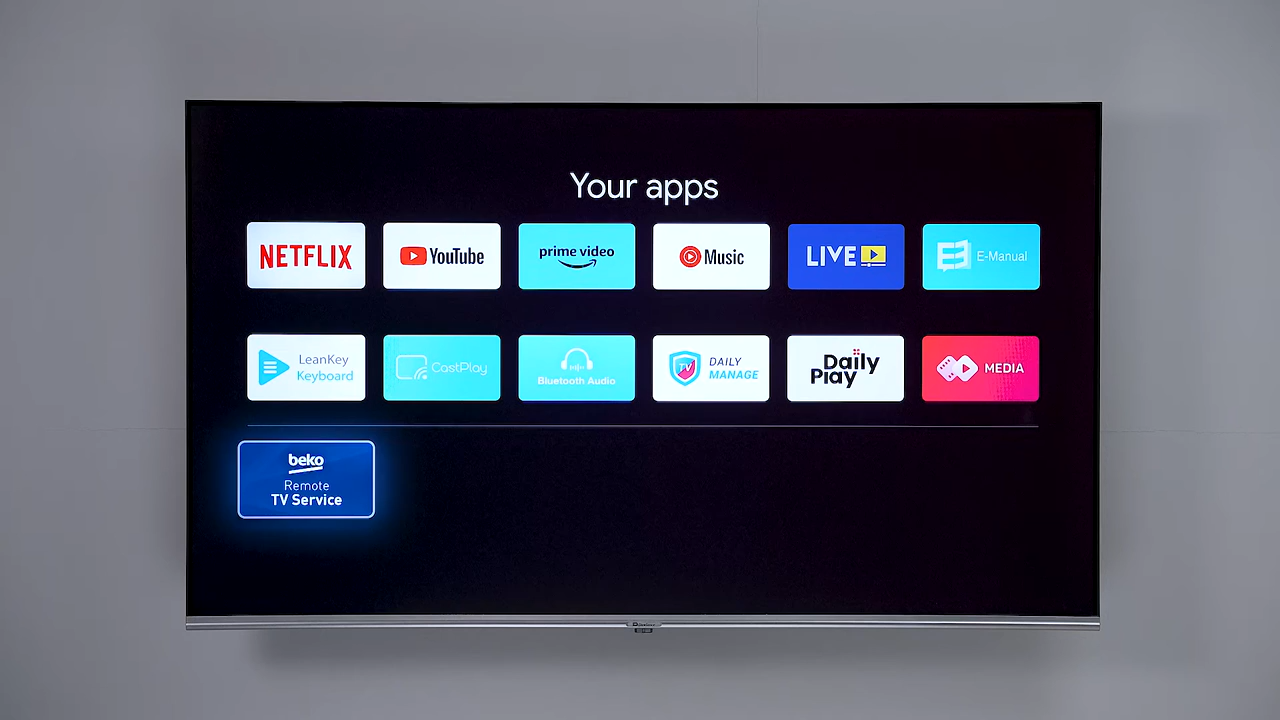 Your apps
NETFLIX
YouTube
prime video
Music
LIVE
E-Manual
LeanKey
Keyboard
CastPlay
Bluetooth Audio
TV
DAILY
MANAGE
Daily
Play
MEDIA
beko
Remote
TV Service